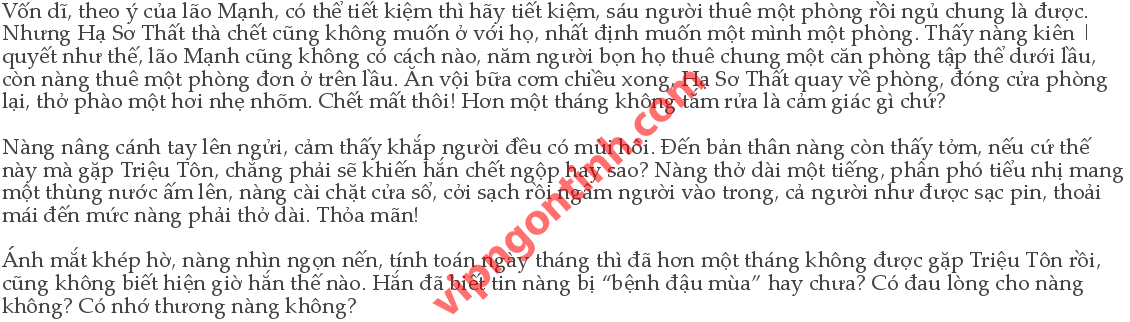 Vốn dĩ, theo ý của lão Mạnh, có thể tiết kiệm thì hãy tiết kiệm, sáu người thuê một phòng rồi ngủ chung là được.
Nhưng Hạ Sơ Thất thà chết cũng không muốn ở với họ, nhất định muốn một mình một phòng. Thấy nàng kiên
quyết như thế, lão Mạnh cũng không có cách nào, năm người bọn họ thuê chung một căn phòng tập thể dưới lầu,
còn nàng thuê một phòng đơn ở trên lầu. Ăn vội bữa cơm chiều xong, Hạ Sơ Thất quay về phòng, đóng cửa phòng
lại, thở phào một hơi nhẹ nhõm. Chết mất thôi! Hơn một tháng không tắm rửa là cảm giác gì chứ?
Nàng nâng cánh tay lên ngửi, cảm thấy khắp người đều có mùi hôi. Đến bản thân nàng còn thấy tởm, nếu cứ thế
này mà gặp Triệu Tôn, chẳng phải sẽ khiến hắn chết ngộp hay sao? Nàng thở dài một tiếng, phân phó tiểu nhị mang
một thùng nước ấm lên, nàng cài chặt cửa sổ, cởi sạch rồi ngâm người vào trong, cả người như được sạc pin, thoải
mái đến mức nàng phải thở dài. Thỏa mãn!
Ánh mắt khép hờ, nàng nhìn ngọn nến, tính toán ngày tháng thì đã hơn một tháng không được gặp Triệu Tôn rồi,
cũng không biết hiện giờ hắn thế nào. Hắn đã biết tin nàng bị “bệnh đậu mùa” hay chưa? Có đau lòng cho nàng
không? Có nhớ thương nàng không?
vipngontinh.com